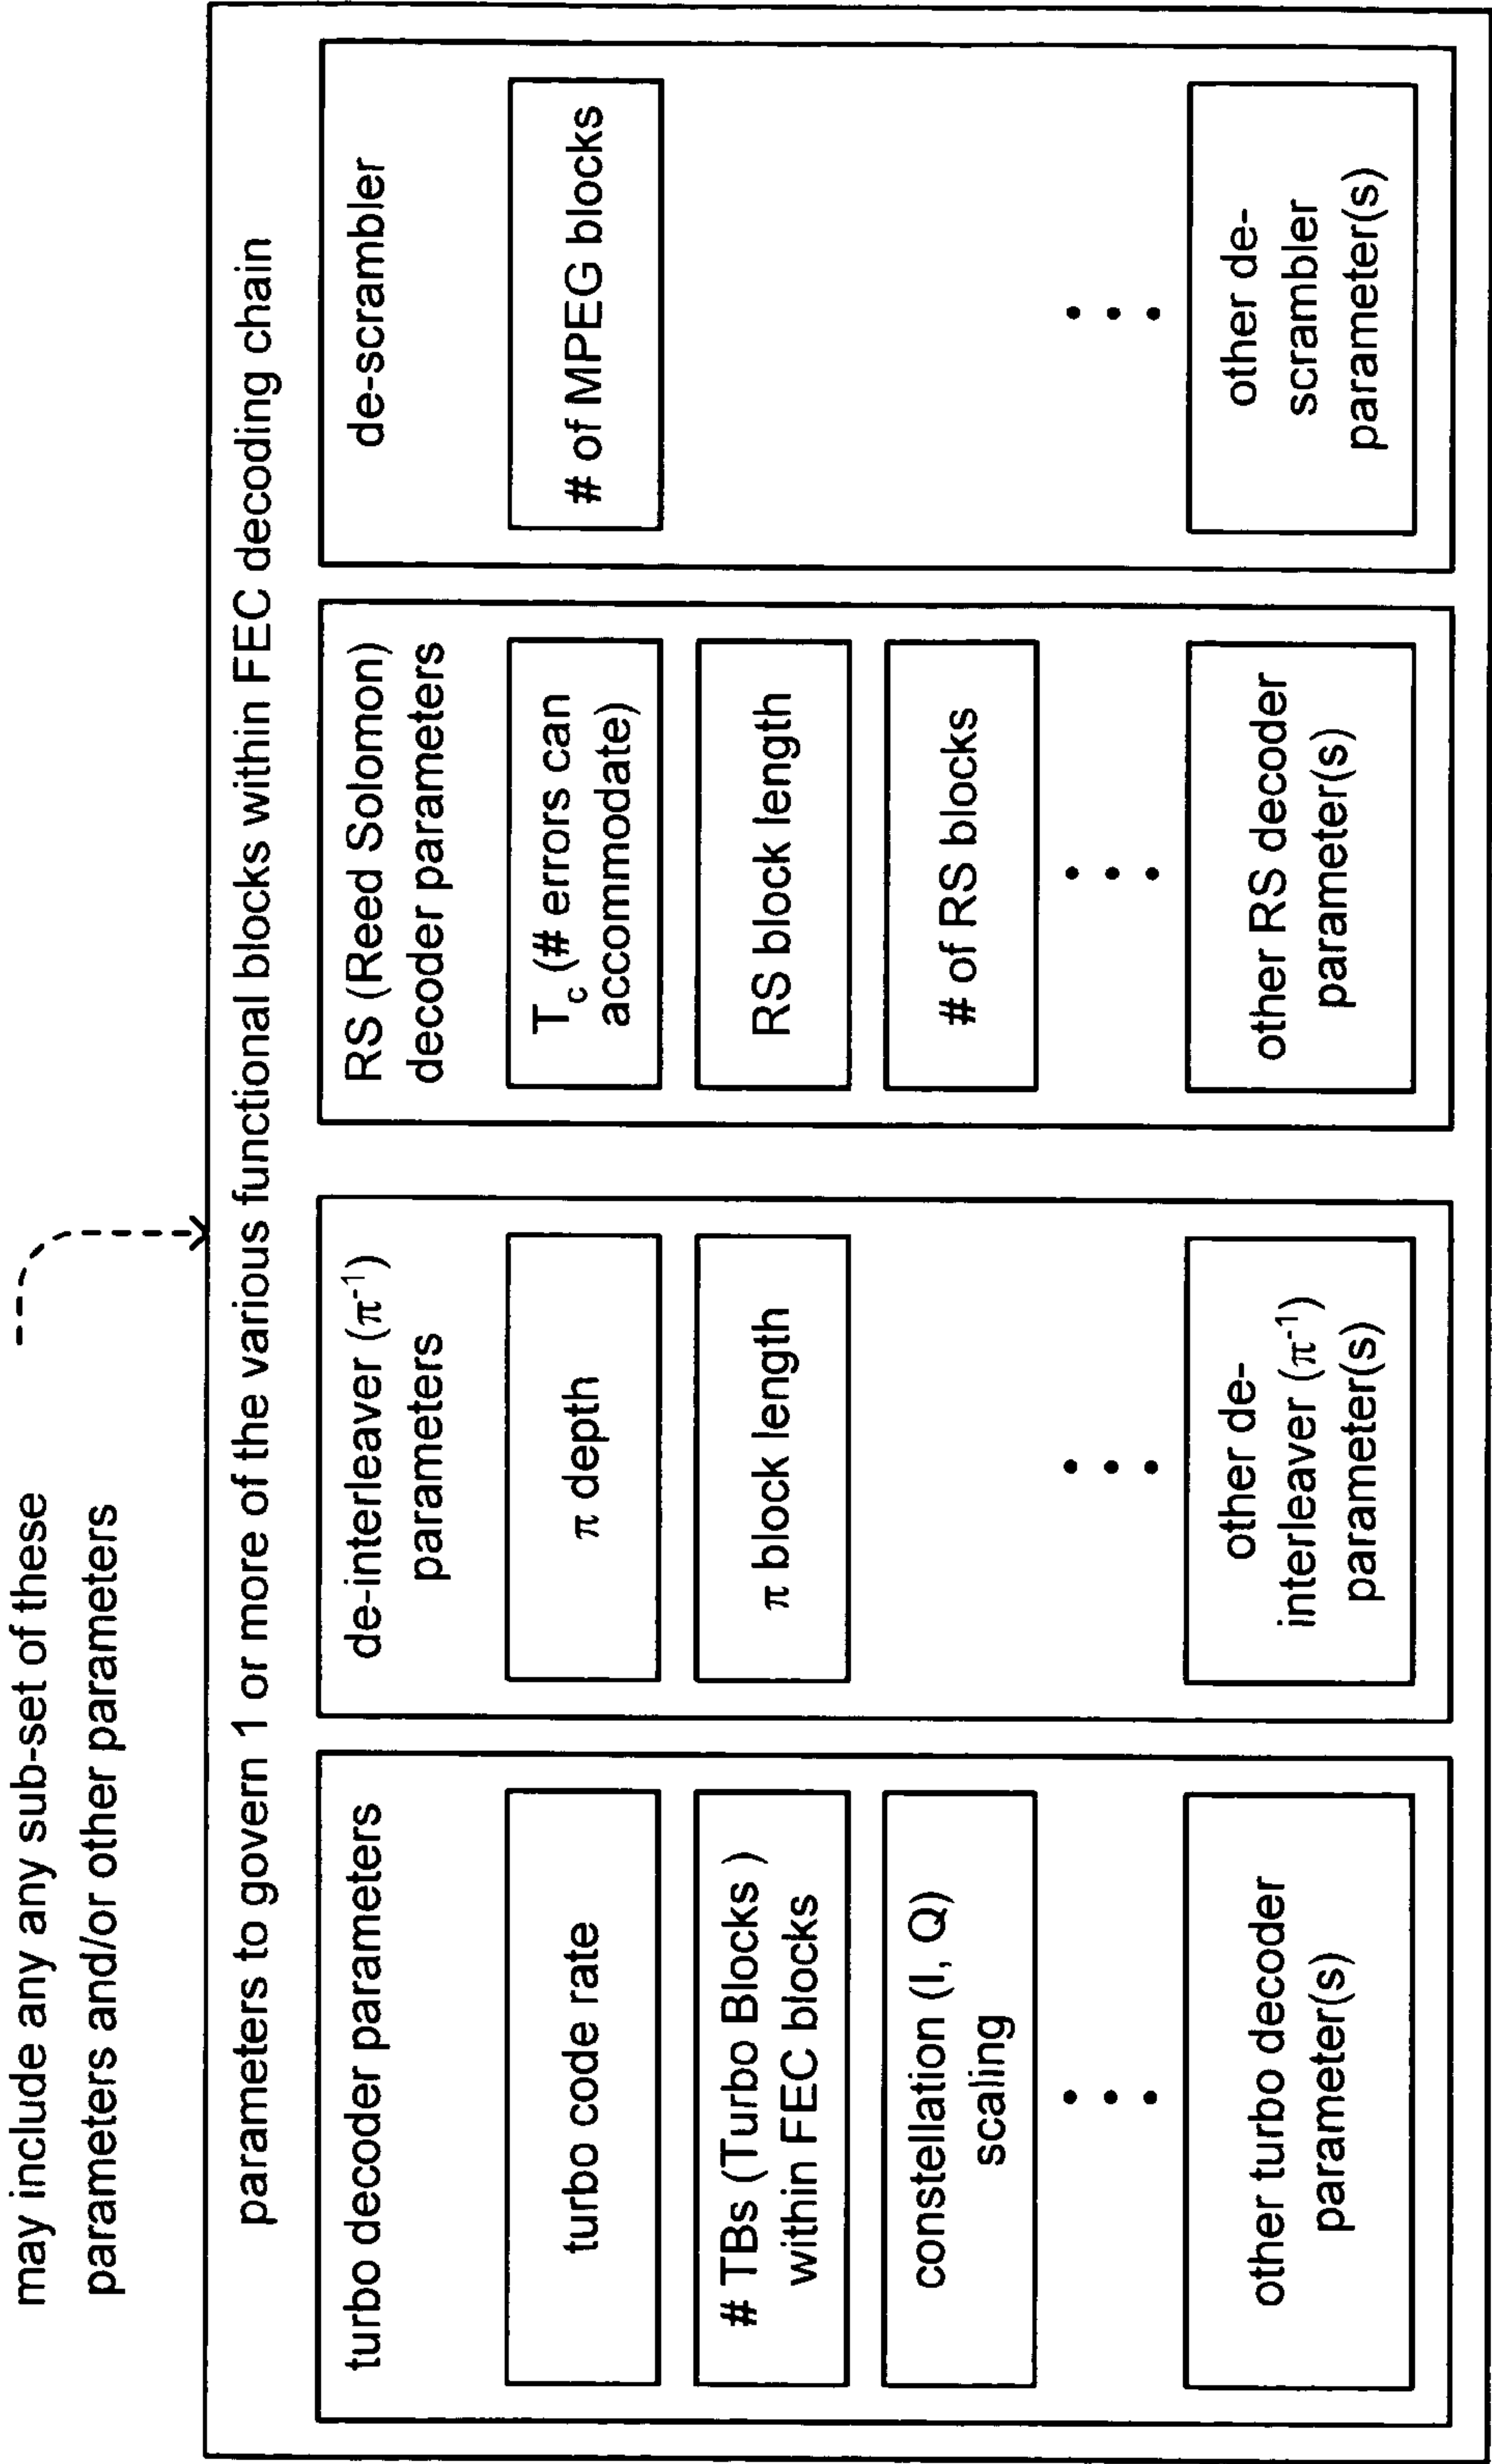 may include any any sub-set of these
parameters and/or other parameters
parameters to govern 1 or more of the various functional blocks within FEC decoding chain
turbo decoder parameters
turbo code rate
# TBs (Turbo Blocks )
within FEC blocks
constellation (I, Q)
scaling
other turbo decoder
parameter(s)
de-interleaver (π⁻¹)
parameters
π depth
π block length
other de-
interleaver (π⁻¹)
parameter(s)
RS (Reed Solomon)
decoder parameters
T_c (# errors can
accommodate)
RS block length
# of RS blocks
other RS decoder
parameter(s)
de-scrambler
# of MPEG blocks
other de-
scrambler
parameter(s)